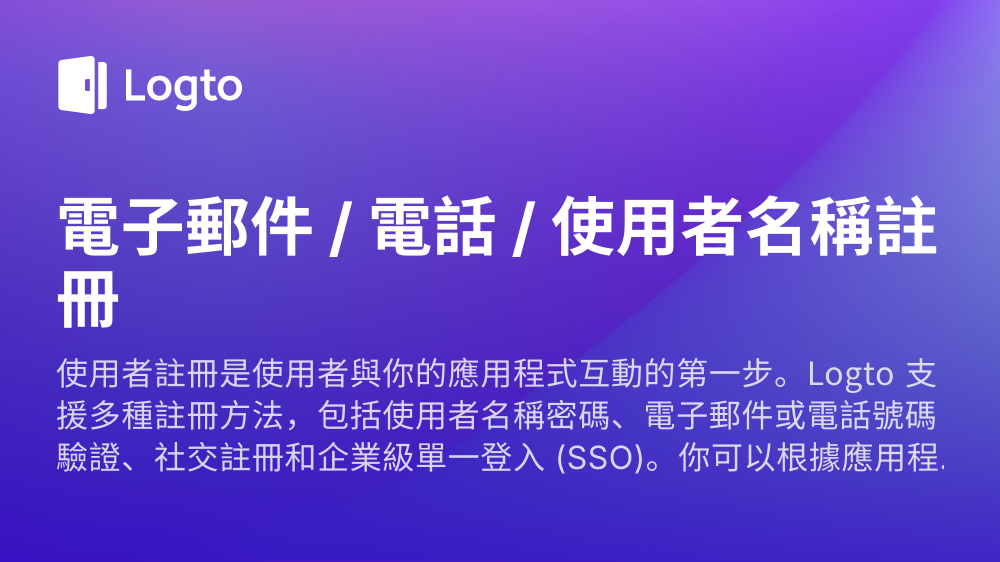 Logto
電子郵件 / 電話 / 使用者名稱註
冊
使用者註冊是使用者與你的應用程式互動的第一步。Logto 支
援多種註冊方法，包括使用者名稱密碼、電子郵件或電話號碼
驗證、社交註冊和企業級單一登入 (SSO)。你可以根據應用程.